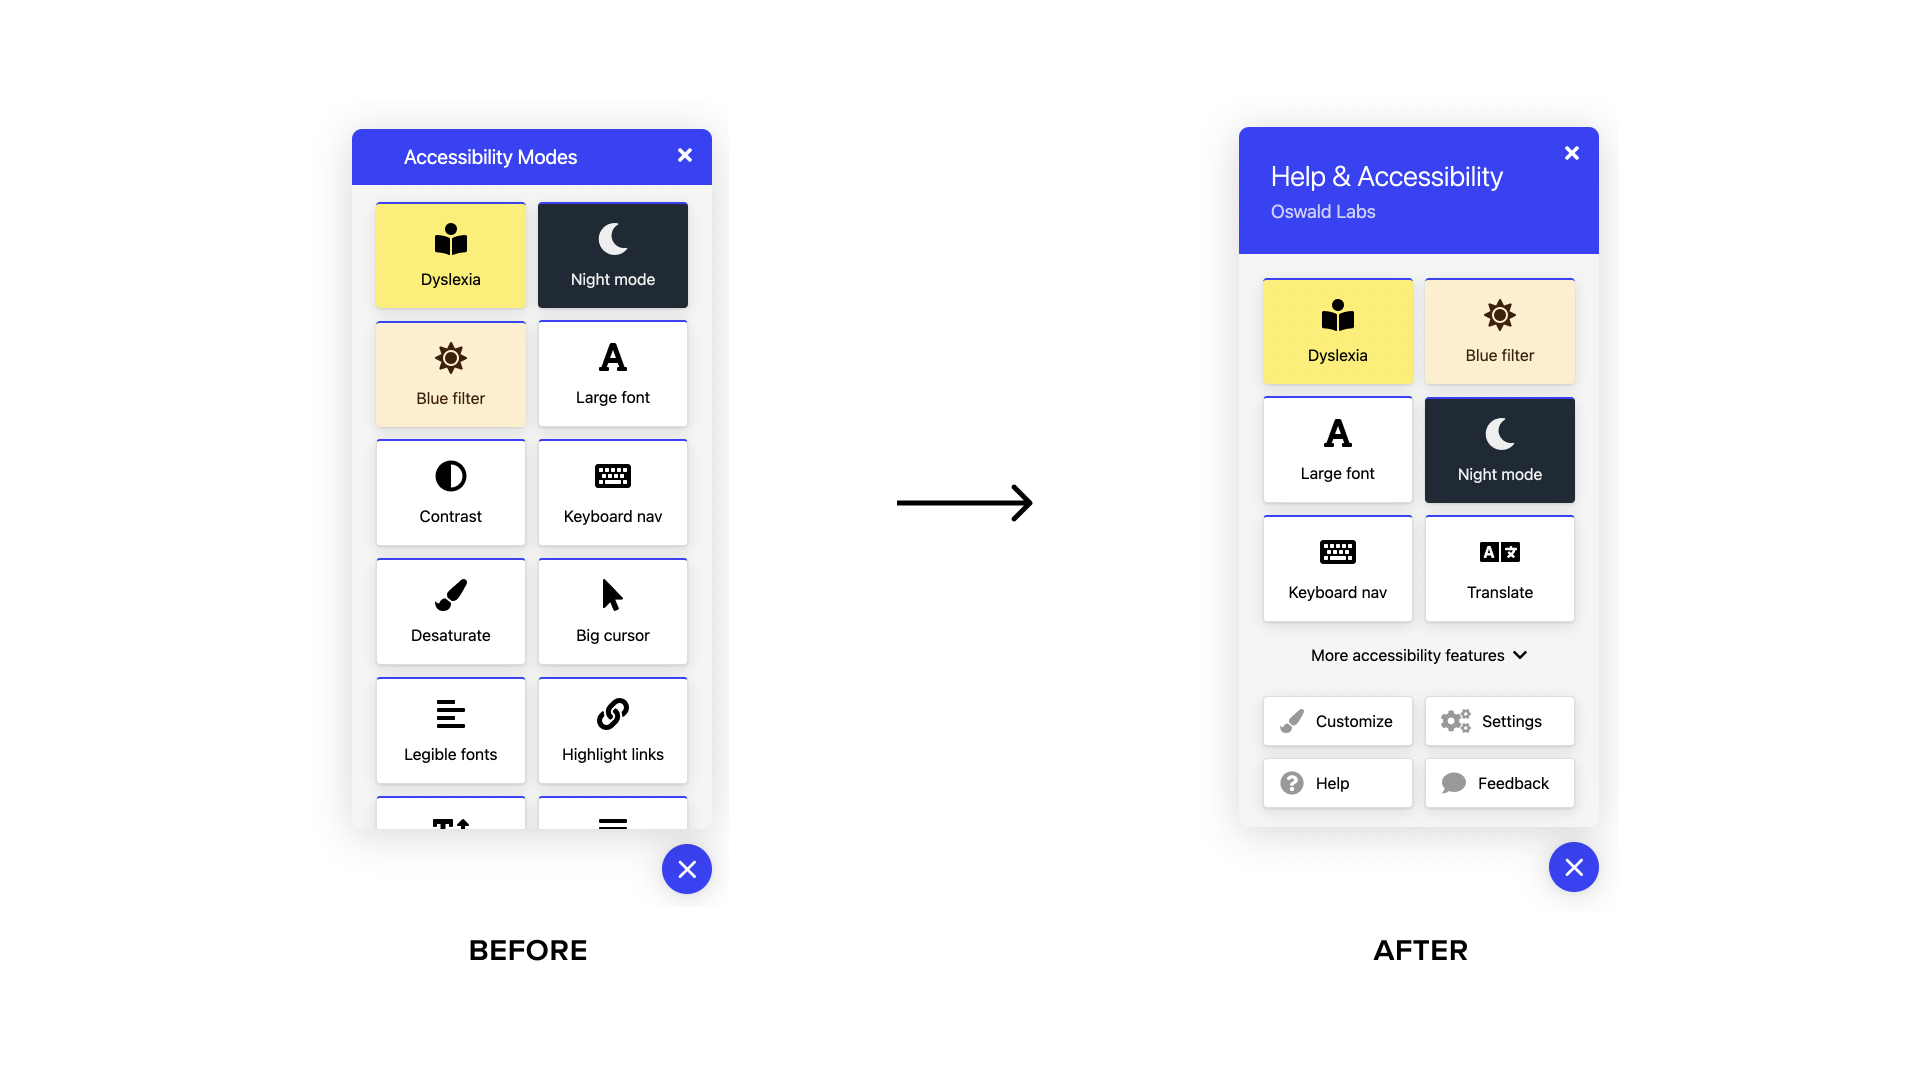 Accessibility Modes
Dyslexia
Night mode
Blue filter
Large font
Contrast
Keyboard nav
Desaturate
Big cursor
Legible fonts
Highlight links
BEFORE
Help & Accessibility
Oswald Labs
Dyslexia
Blue filter
Large font
Night mode
Keyboard nav
Translate
More accessibility features
Customize
Settings
Help
Feedback
AFTER